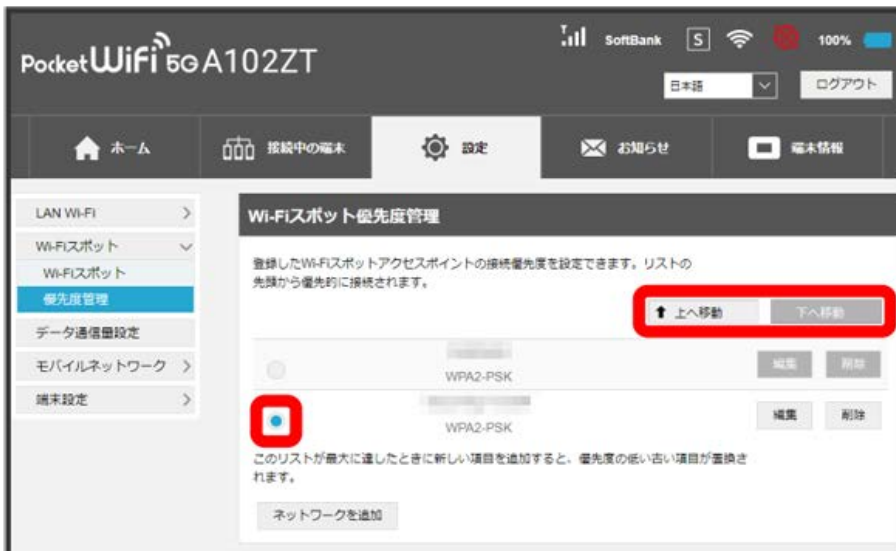 PocketWiFi 5G A102ZT
SoftBank S 100%
日本語 ログアウト
ホーム 接続中の端末 設定 お知らせ 端末情報
LAN Wi-Fi
Wi-Fiスポット
Wi-Fiスポット
優先度管理
データ通信量設定
モバイルネットワーク
端末設定
Wi-Fiスポット優先度管理
登録したWi-Fiスポットアクセスポイントの接続優先度を設定できます。リストの
先頭から優先的に接続されます。
上へ移動 下へ移動
WPA2-PSK 編集 削除
WPA2-PSK 編集 削除
このリストが最大に達したときに新しい項目を追加すると、優先度の低い古い項目が置換さ
れます。
ネットワークを追加